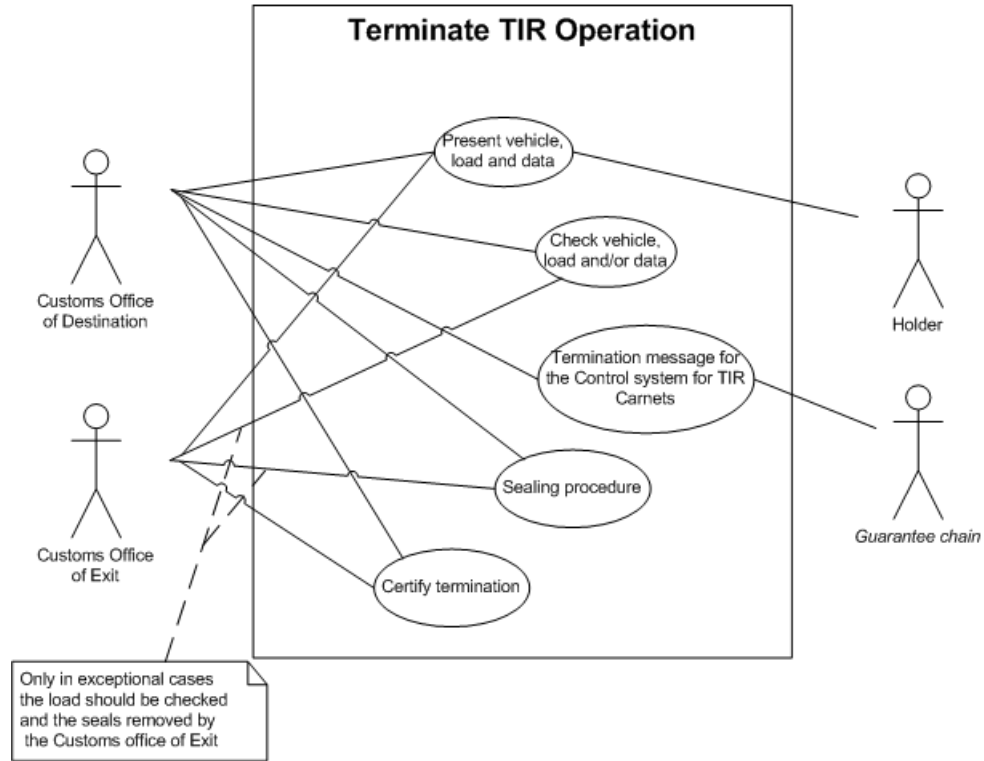 Terminate TIR Operation
Present vehicle,
load and data
Customs Office
of Destination
Check vehicle,
load and/or data
Holder
Termination message for
the Control system for TIR
Carnets
Sealing procedure
Customs Office
of Exit
Guarantee chain
Certify termination
Only in exceptional cases
the load should be checked
and the seals removed by
the Customs office of Exit